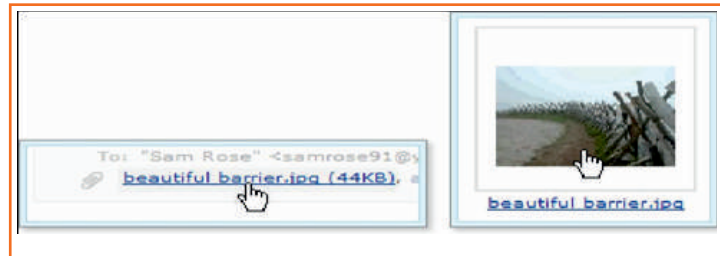 To: "Sam Rose" <samrose91@y
beautiful barrier.jpg (44KB),
beautiful barrier.jpg